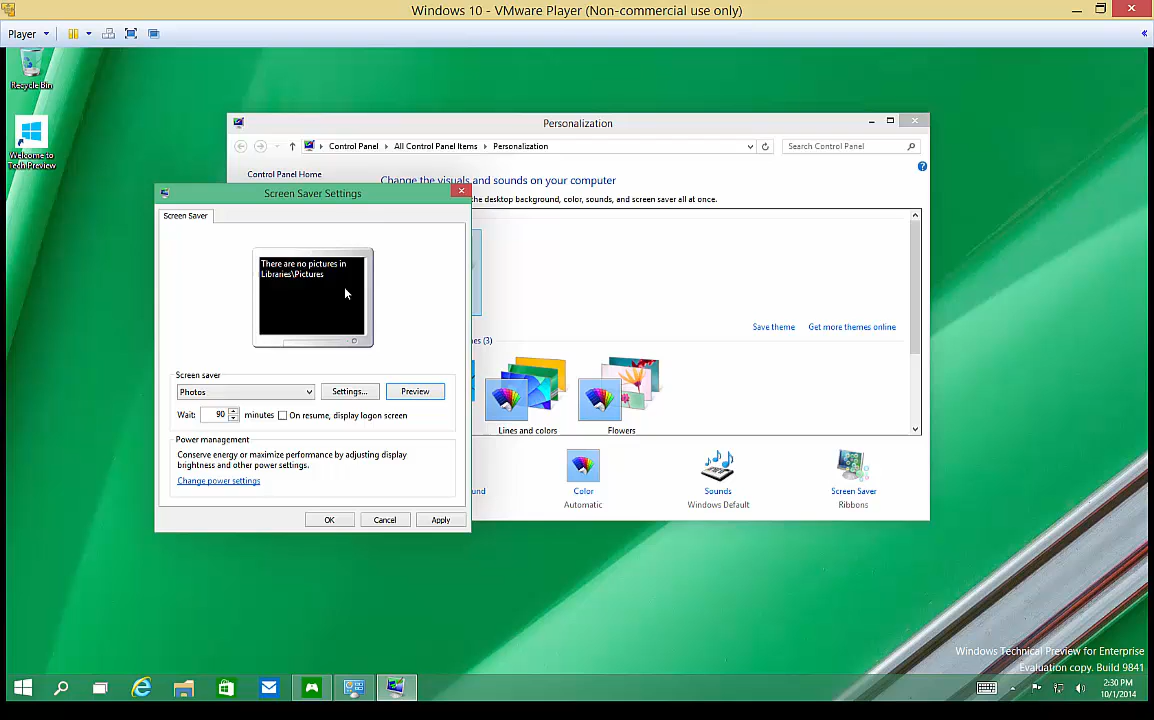 Windows 10 - VMware Player (Non-commercial use only)
Player
Recycle Bin
Welcome to
Tech Preview
Personalization
Control Panel
All Control Panel Items
Personalization
Search Control Panel
Control Panel Home
Change the visuals and sounds on your computer
the desktop background, color, sounds, and screen saver all at once.
Screen Saver Settings
Screen Saver
There are no pictures in
Libraries\Pictures
Save theme
Get more themes online
es (3)
Lines and colors
Flowers
Screen saver
Photos
Settings...
Preview
Wait:
90
minutes
On resume, display logon screen
Power management
Conserve energy or maximize performance by adjusting display
brightness and other power settings.
Change power settings
OK
Cancel
Apply
und
Color
Automatic
Sounds
Windows Default
Screen Saver
Ribbons
Windows Technical Preview for Enterprise
Evaluation copy. Build 9841
2:30 PM
10/1/2014